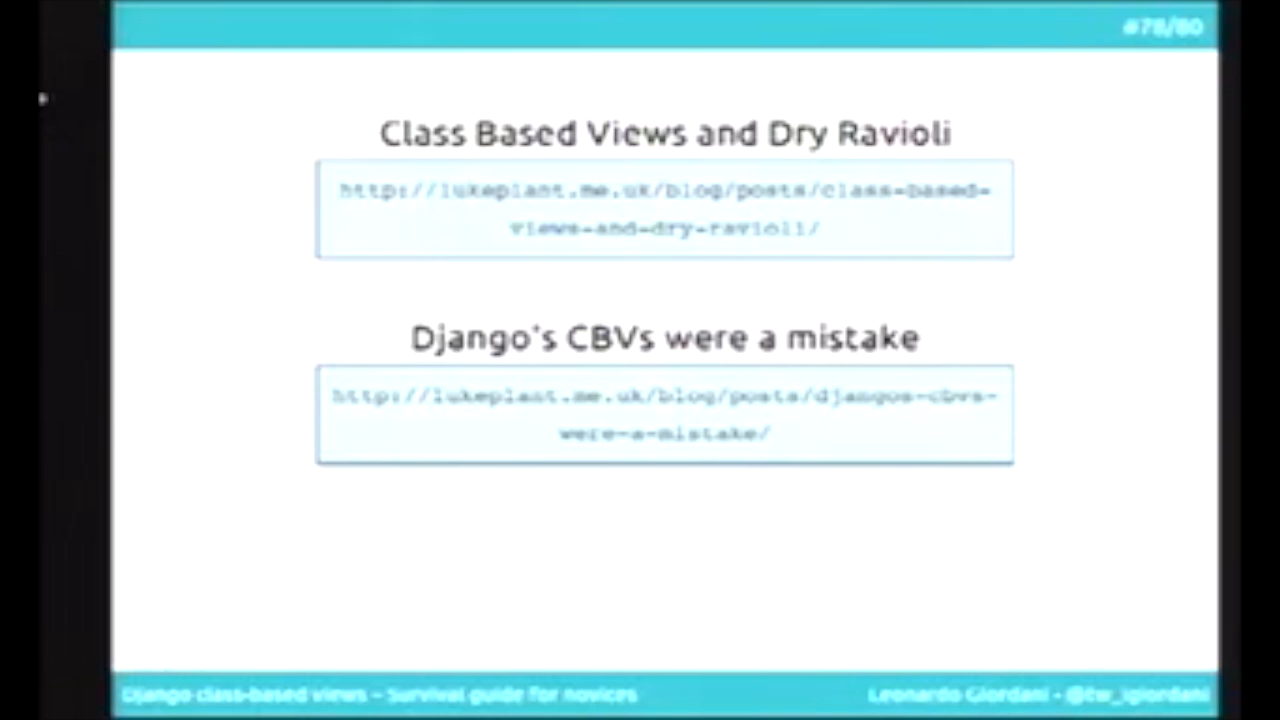 #78/80
Class Based Views and Dry Ravioli
http://lukeplant.me.uk/blog/posts/class-based-
views-and-dry-ravioli/
Django's CBVs were a mistake
http://lukeplant.me.uk/blog/posts/djangos-cbvs-
were-a-mistake/
Django class-based views – Survival guide for novices
Leonardo Giordani - @tw_lgiordani